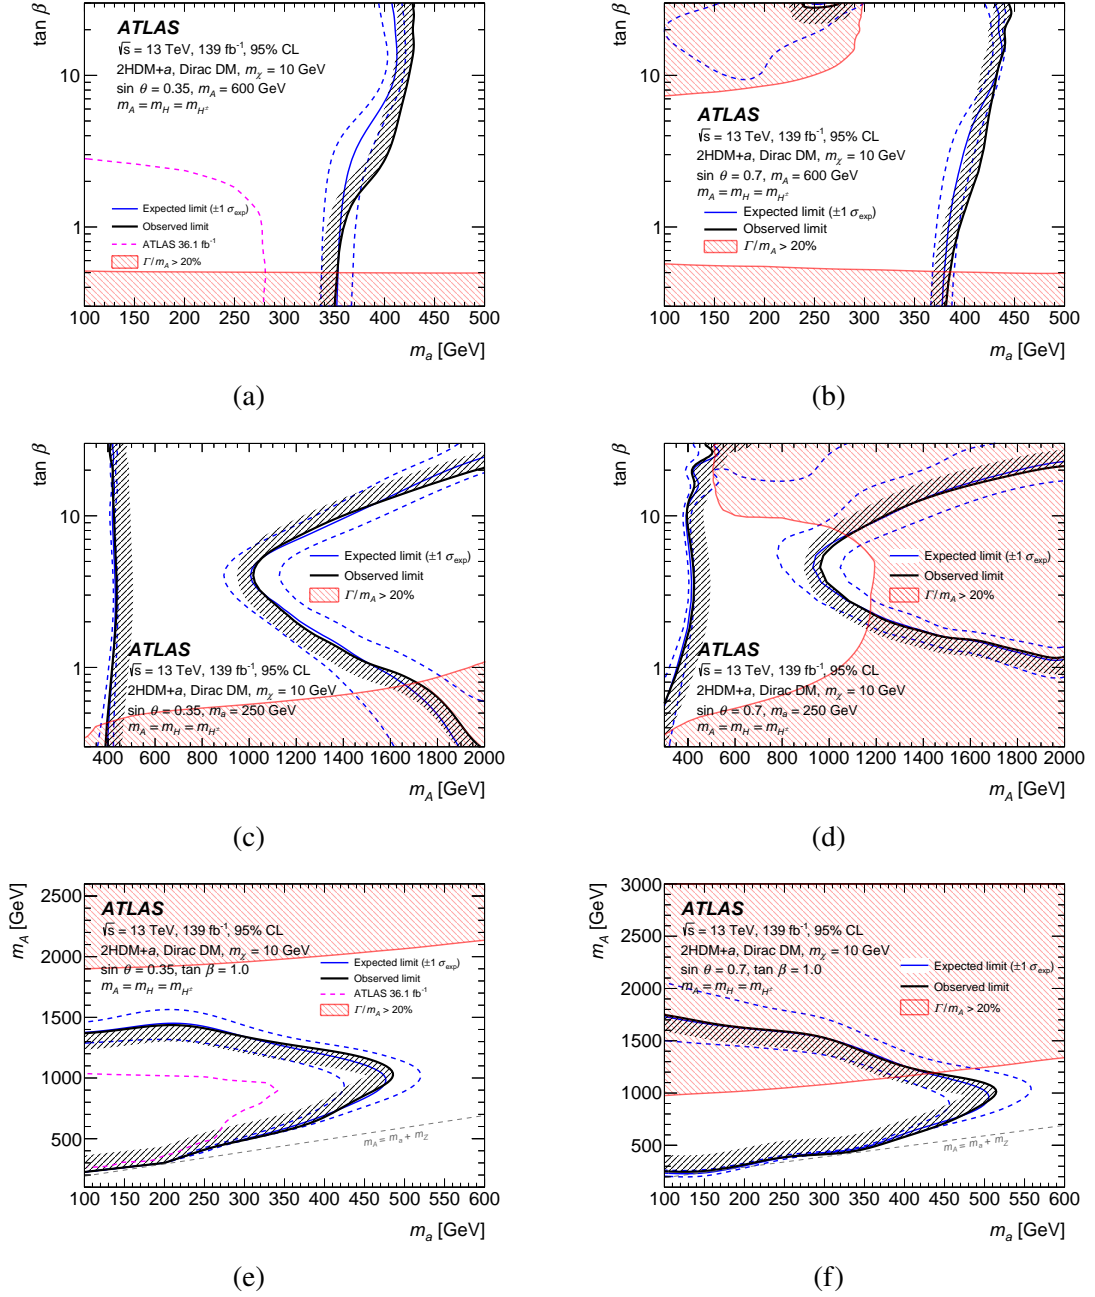 tan β
ATLAS
√s = 13 TeV, 139 fb⁻¹, 95% CL
2HDM+a, Dirac DM, mχ = 10 GeV
sin θ = 0.35, m_A = 600 GeV
m_A = m_H = m_H±
10
1
Expected limit (±1 σ_exp)
Observed limit
ATLAS 36.1 fb⁻¹
Γ/m_A > 20%
100 150 200 250 300 350 400 450 500
m_a [GeV]
(a)
tan β
10
1
ATLAS
√s = 13 TeV, 139 fb⁻¹, 95% CL
2HDM+a, Dirac DM, mχ = 10 GeV
sin θ = 0.7, m_A = 600 GeV
m_A = m_H = m_H±
Expected limit (±1 σ_exp)
Observed limit
Γ/m_A > 20%
100 150 200 250 300 350 400 450 500
m_a [GeV]
(b)
tan β
10
1
Expected limit (±1 σ_exp)
Observed limit
Γ/m_A > 20%
ATLAS
√s = 13 TeV, 139 fb⁻¹, 95% CL
2HDM+a, Dirac DM, mχ = 10 GeV
sin θ = 0.35, m_a = 250 GeV
m_A = m_H = m_H±
400 600 800 1000 1200 1400 1600 1800 2000
m_A [GeV]
(c)
tan β
10
1
Expected limit (±1 σ_exp)
Observed limit
Γ/m_A > 20%
ATLAS
√s = 13 TeV, 139 fb⁻¹, 95% CL
2HDM+a, Dirac DM, mχ = 10 GeV
sin θ = 0.7, m_a = 250 GeV
m_A = m_H = m_H±
400 600 800 1000 1200 1400 1600 1800 2000
m_A [GeV]
(d)
m_A [GeV]
2500
2000
1500
1000
500
ATLAS
√s = 13 TeV, 139 fb⁻¹, 95% CL
2HDM+a, Dirac DM, mχ = 10 GeV
sin θ = 0.35, tan β = 1.0
m_A = m_H = m_H±
Expected limit (±1 σ_exp)
Observed limit
ATLAS 36.1 fb⁻¹
Γ/m_A > 20%
m_A = m_a + m_Z
100 150 200 250 300 350 400 450 500 550 600
m_a [GeV]
(e)
m_A [GeV]
3000
2500
2000
1500
1000
500
ATLAS
√s = 13 TeV, 139 fb⁻¹, 95% CL
2HDM+a, Dirac DM, mχ = 10 GeV
sin θ = 0.7, tan β = 1.0
m_A = m_H = m_H±
Expected limit (±1 σ_exp)
Observed limit
Γ/m_A > 20%
m_A = m_a + m_Z
100 150 200 250 300 350 400 450 500 550 600
m_a [GeV]
(f)